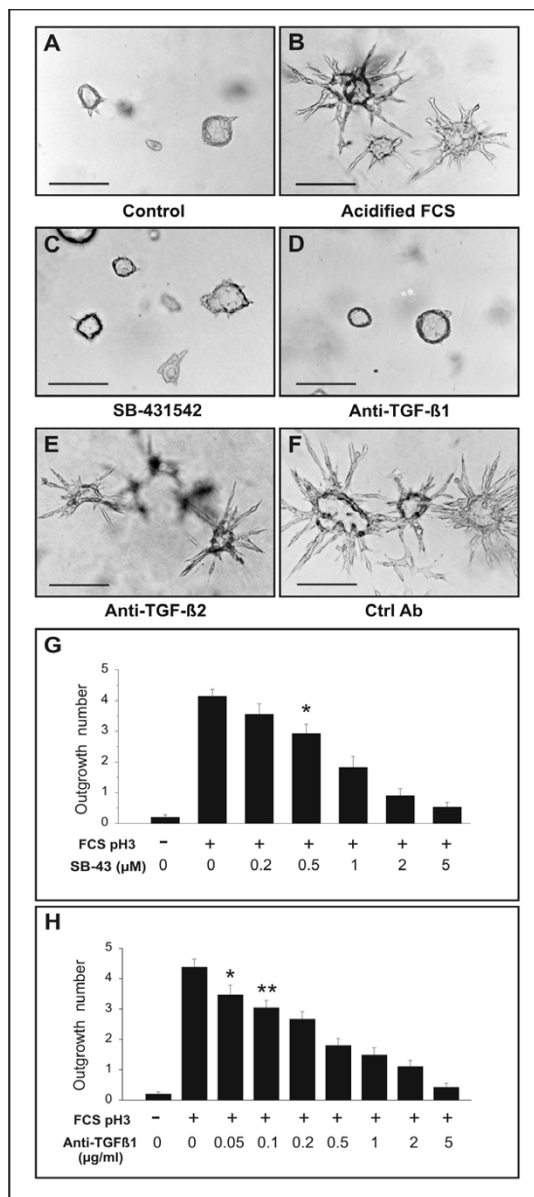 A
B
Control
Acidified FCS
C
D
SB-431542
Anti-TGF-ß1
E
F
Anti-TGF-ß2
Ctrl Ab
G
Outgrowth number
5
4
3
2
1
0
*
FCS pH3 − + + + + + +
SB-43 (µM) 0 0 0.2 0.5 1 2 5
H
Outgrowth number
5
4
3
2
1
0
* **
FCS pH3 − + + + + + + + +
Anti-TGFß1 0 0 0.05 0.1 0.2 0.5 1 2 5
(µg/ml)